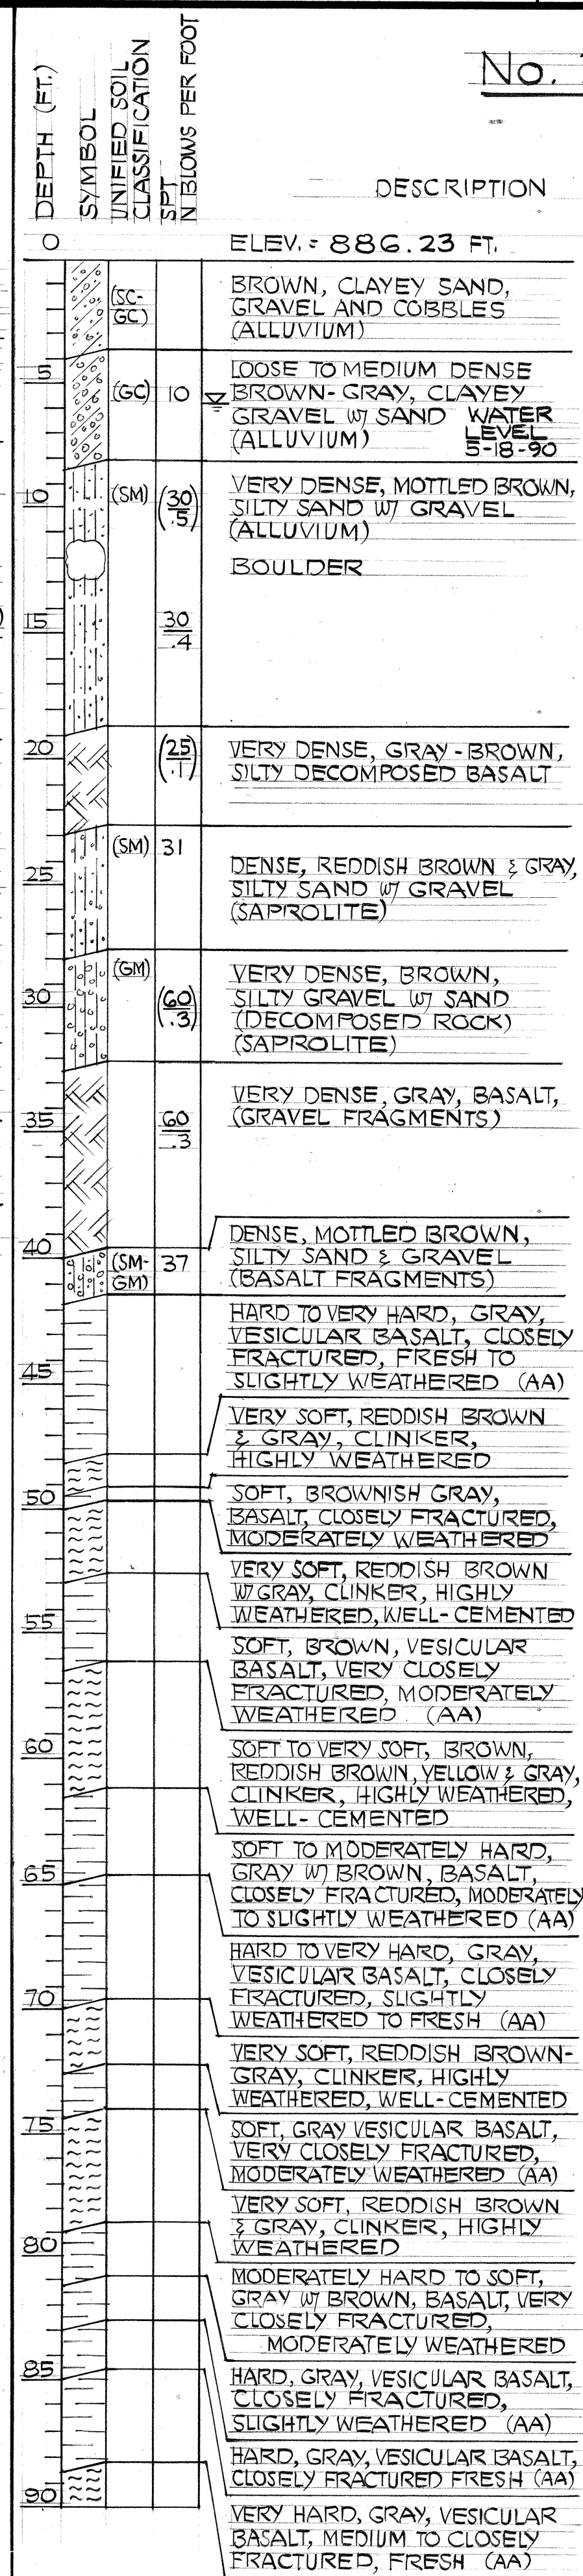 No.
DEPTH (FT.)
SYMBOL
UNIFIED SOIL
CLASSIFICATION
SPT
N BLOWS PER FOOT
DESCRIPTION
0
ELEV. = 886.23 FT.
(SC-
GC)
BROWN, CLAYEY SAND,
GRAVEL AND COBBLES
(ALLUVIUM)
5
(GC)
10
LOOSE TO MEDIUM DENSE
BROWN-GRAY, CLAYEY
GRAVEL W/ SAND
(ALLUVIUM)
WATER
LEVEL
5-18-90
10
(SM)
(30
.5)
VERY DENSE, MOTTLED BROWN,
SILTY SAND W/ GRAVEL
(ALLUVIUM)
BOULDER
15
30
.4
20
(25
.1)
VERY DENSE, GRAY-BROWN,
SILTY DECOMPOSED BASALT
(SM)
31
25
DENSE, REDDISH BROWN & GRAY,
SILTY SAND W/ GRAVEL
(SAPROLITE)
(GM)
30
(60
.3)
VERY DENSE, BROWN,
SILTY GRAVEL W/ SAND
(DECOMPOSED ROCK)
(SAPROLITE)
35
60
.3
VERY DENSE, GRAY, BASALT,
(GRAVEL FRAGMENTS)
40
(SM-
GM)
37
DENSE, MOTTLED BROWN,
SILTY SAND & GRAVEL
(BASALT FRAGMENTS)
45
HARD TO VERY HARD, GRAY,
VESICULAR BASALT, CLOSELY
FRACTURED, FRESH TO
SLIGHTLY WEATHERED (AA)
VERY SOFT, REDDISH BROWN
& GRAY, CLINKER,
HIGHLY WEATHERED
50
SOFT, BROWNISH GRAY,
BASALT, CLOSELY FRACTURED,
MODERATELY WEATHERED
VERY SOFT, REDDISH BROWN
W/ GRAY, CLINKER, HIGHLY
WEATHERED, WELL-CEMENTED
55
SOFT, BROWN, VESICULAR
BASALT, VERY CLOSELY
FRACTURED, MODERATELY
WEATHERED (AA)
60
SOFT TO VERY SOFT, BROWN,
REDDISH BROWN, YELLOW & GRAY,
CLINKER, HIGHLY WEATHERED,
WELL-CEMENTED
65
SOFT TO MODERATELY HARD,
GRAY W/ BROWN, BASALT,
CLOSELY FRACTURED, MODERATELY
TO SLIGHTLY WEATHERED (AA)
HARD TO VERY HARD, GRAY,
VESICULAR BASALT, CLOSELY
FRACTURED, SLIGHTLY
WEATHERED TO FRESH (AA)
70
VERY SOFT, REDDISH BROWN-
GRAY, CLINKER, HIGHLY
WEATHERED, WELL-CEMENTED
75
SOFT, GRAY VESICULAR BASALT,
VERY CLOSELY FRACTURED,
MODERATELY WEATHERED (AA)
VERY SOFT, REDDISH BROWN
& GRAY, CLINKER, HIGHLY
WEATHERED
80
MODERATELY HARD TO SOFT,
GRAY W/ BROWN, BASALT, VERY
CLOSELY FRACTURED,
MODERATELY WEATHERED
85
HARD, GRAY, VESICULAR BASALT,
CLOSELY FRACTURED,
SLIGHTLY WEATHERED (AA)
HARD, GRAY, VESICULAR BASALT,
CLOSELY FRACTURED FRESH (AA)
90
VERY HARD, GRAY, VESICULAR
BASALT, MEDIUM TO CLOSELY
FRACTURED, FRESH (AA)